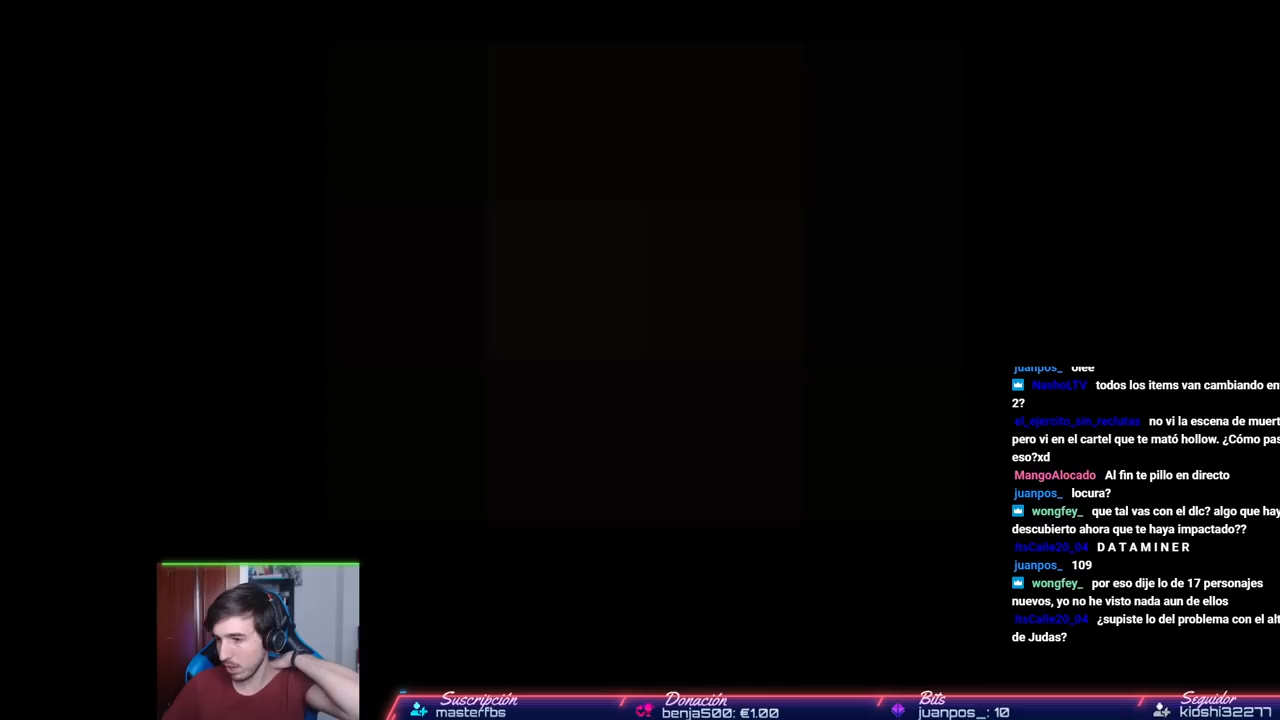 juanpos_ olee
NashoLTV todos los items van cambiando en
2?
el_ejercito_sin_reclutas no vi la escena de muert
pero vi en el cartel que te mató hollow. ¿Cómo pas
eso?xd
MangoAlocado Al fin te pillo en directo
juanpos_ locura?
wongfey_ que tal vas con el dlc? algo que hay
descubierto ahora que te haya impactado??
ItsCalle20_04 D A T A M I N E R
juanpos_ 109
wongfey_ por eso dije lo de 17 personajes
nuevos, yo no he visto nada aun de ellos
ItsCalle20_04 ¿supiste lo del problema con el alt
de Judas?
Suscripción
masterfbs
Donación
benja500: €1.00
Bits
juanpos_: 10
Seguidor
kioshi32277